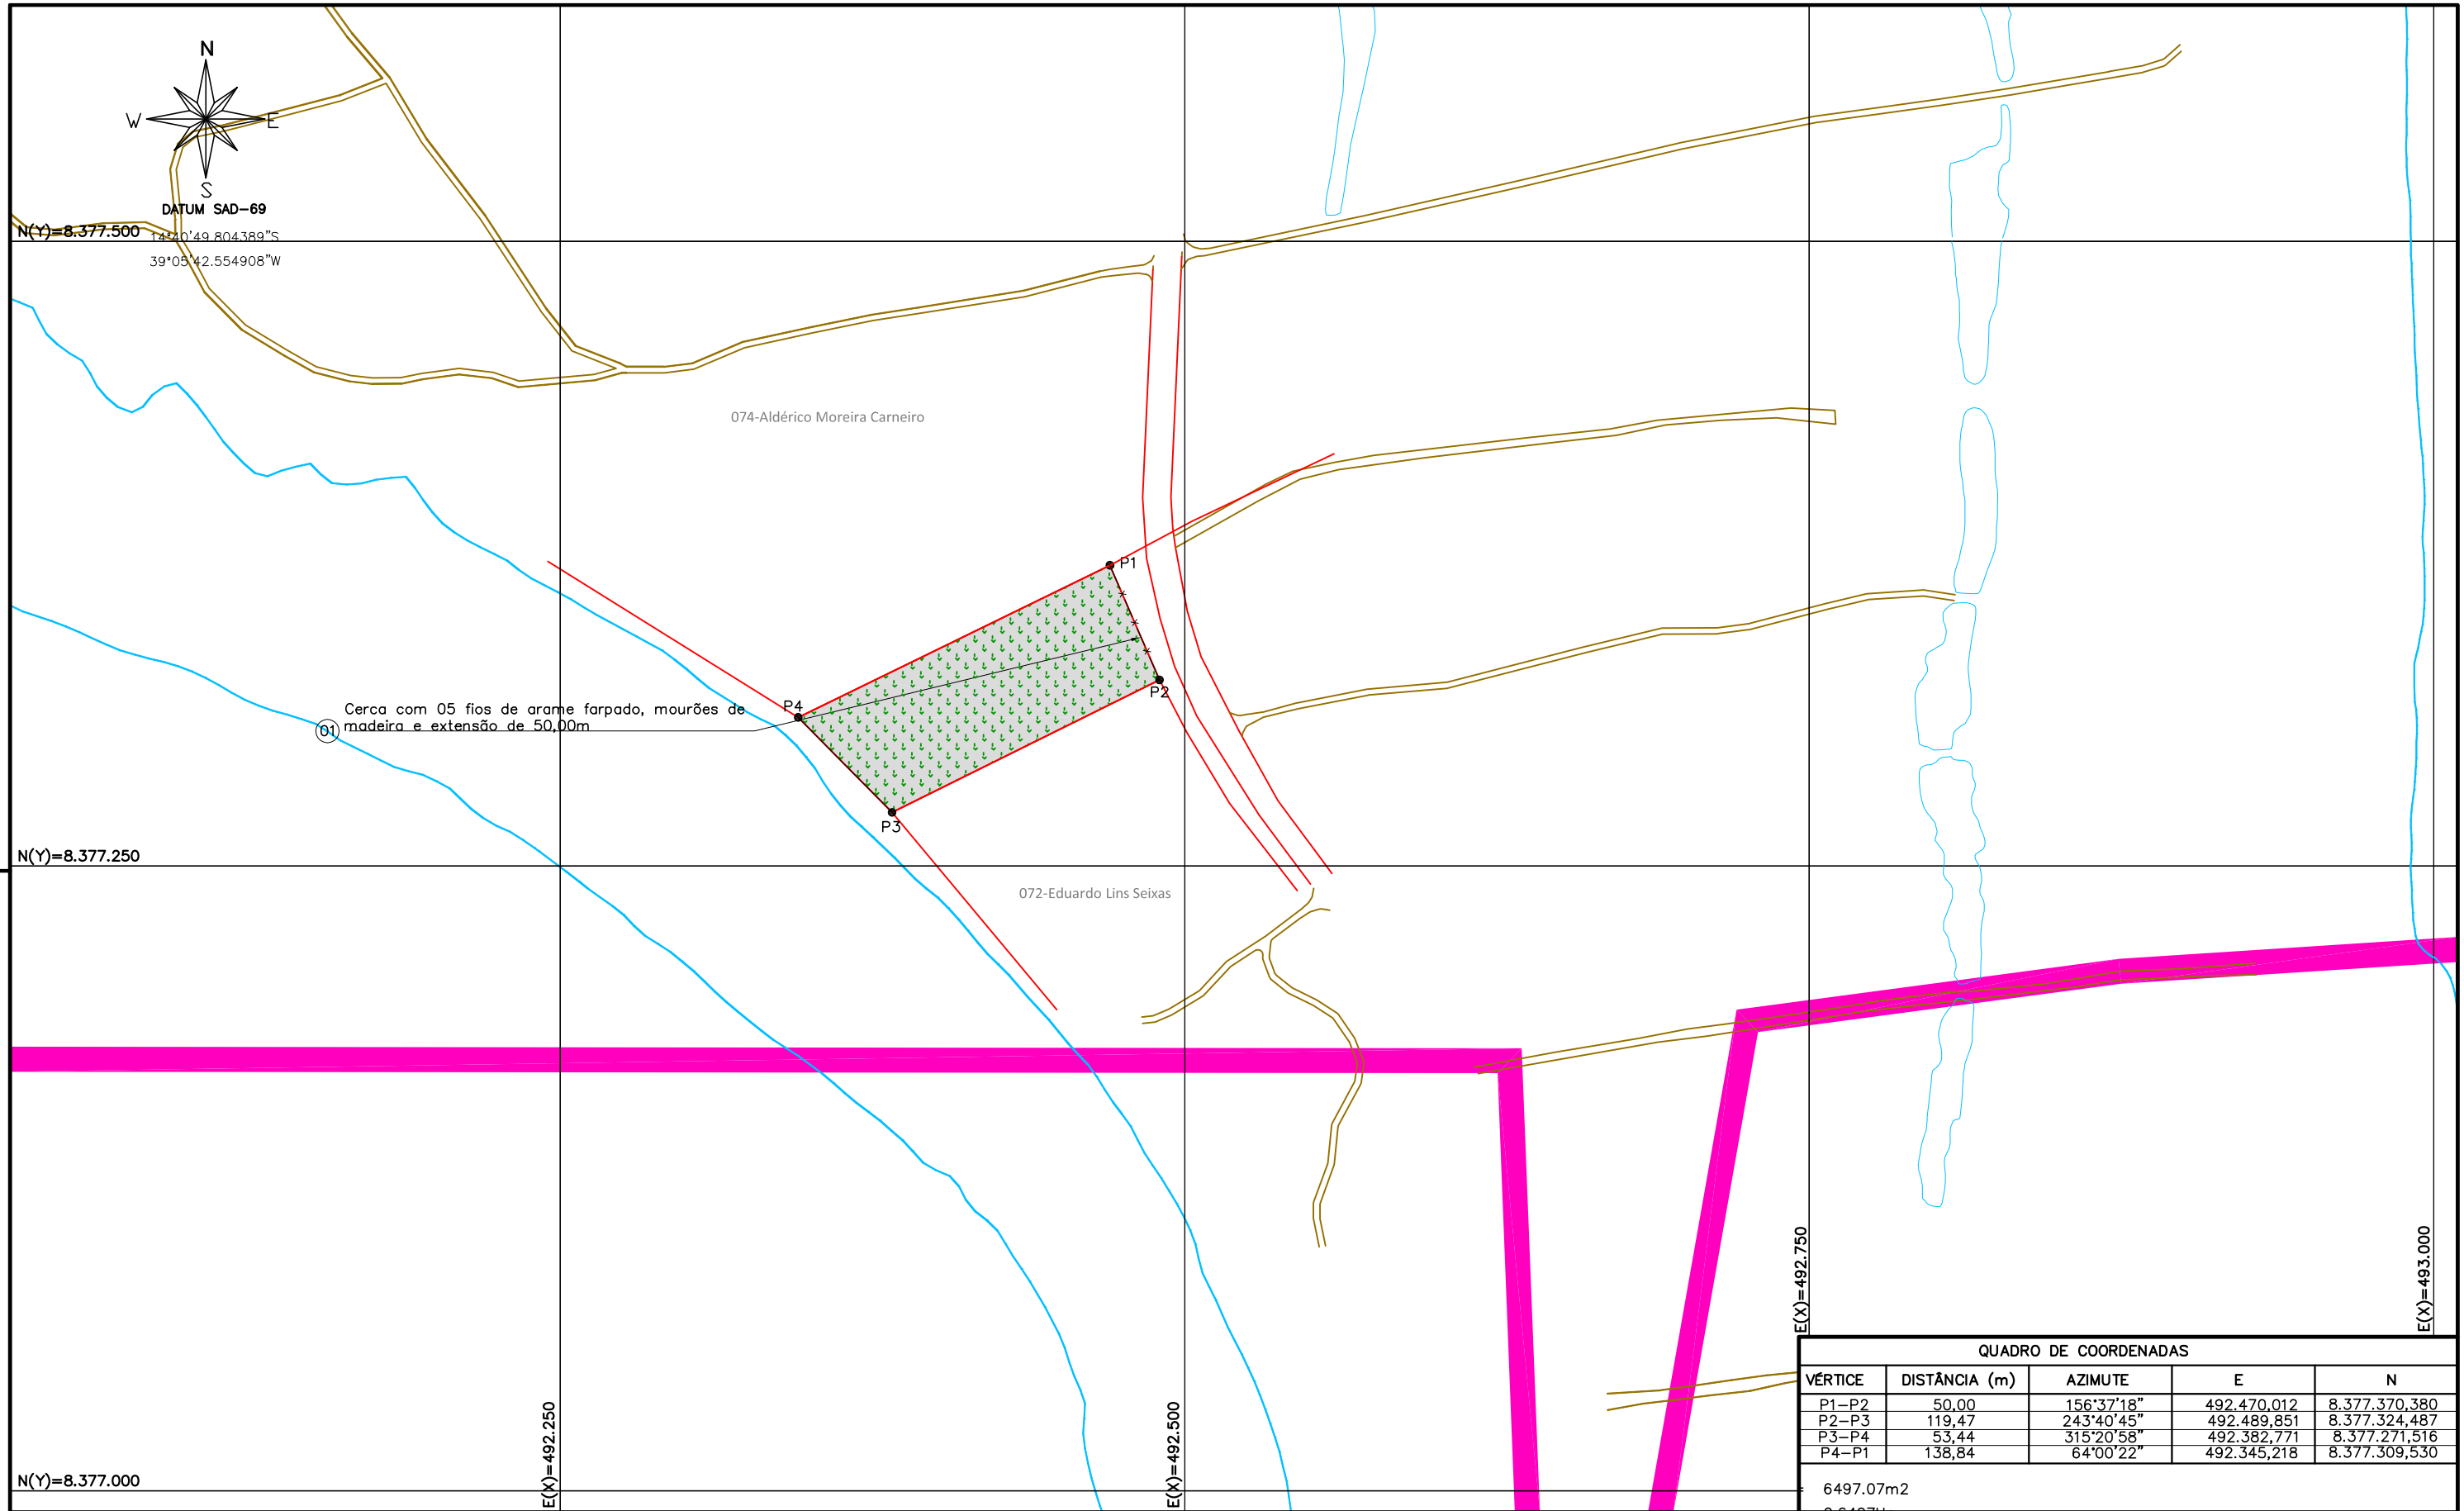 N
W E
S
DATUM SAD-69
N(Y)=8.377.500
14°40'49.804389"S
39°05'42.554908"W
074-Aldérico Moreira Carneiro
P1
P2
P4
Cerca com 05 fios de arame farpado, mourões de
01 madeira e extensão de 50,00m
P3
N(Y)=8.377.250
072-Eduardo Lins Seixas
E(X)=492.250
E(X)=492.500
E(X)=492.750
E(X)=493.000
N(Y)=8.377.000
QUADRO DE COORDENADAS
VÉRTICE DISTÂNCIA (m) AZIMUTE E N
P1-P2 50,00 156°37'18" 492.470,012 8.377.370,380
P2-P3 119,47 243°40'45" 492.489,851 8.377.324,487
P3-P4 53,44 315°20'58" 492.382,771 8.377.271,516
P4-P1 138,84 64°00'22" 492.345,218 8.377.309,530
6497.07m2